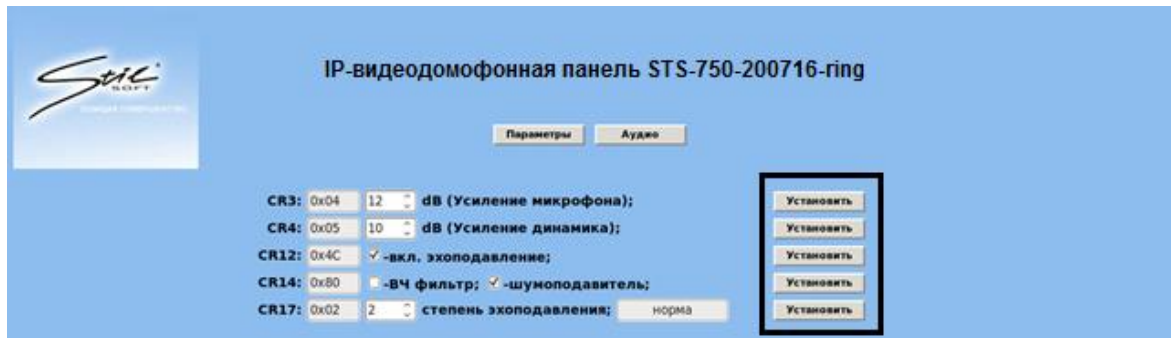 Stilc
SOFT
IP-видеодомофонная панель STS-750-200716-ring
Параметры Аудио
CR3: 0x04 12 dB (Усиление микрофона); Установить
CR4: 0x05 10 dB (Усиление динамика); Установить
CR12: 0x4C -вкл. эхоподавление; Установить
CR14: 0x80 -ВЧ фильтр; -шумоподавитель; Установить
CR17: 0x02 2 степень эхоподавления; норма Установить